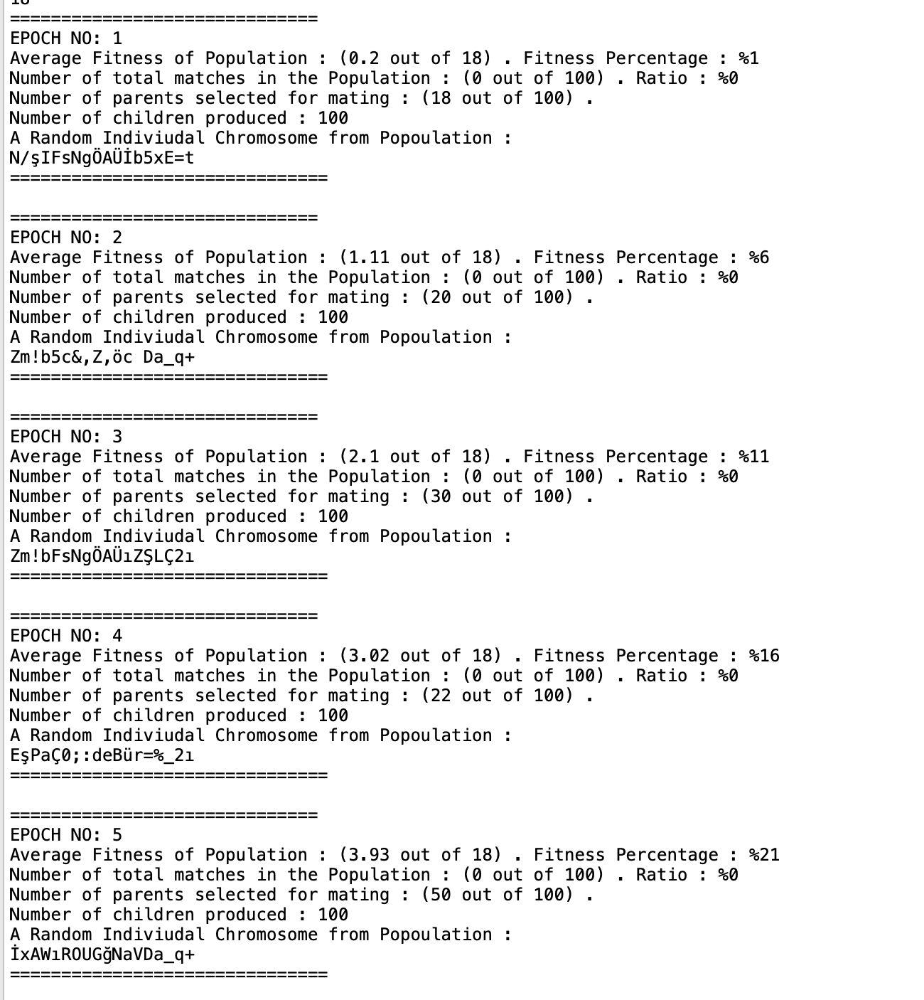 18
==============================
EPOCH NO: 1
Average Fitness of Population : (0.2 out of 18) . Fitness Percentage : %1
Number of total matches in the Population : (0 out of 100) . Ratio : %0
Number of parents selected for mating : (18 out of 100) .
Number of children produced : 100
A Random Indiviudal Chromosome from Popoulation :
N/şIFsNgÖAÜİb5xE=t
===============================
==============================
EPOCH NO: 2
Average Fitness of Population : (1.11 out of 18) . Fitness Percentage : %6
Number of total matches in the Population : (0 out of 100) . Ratio : %0
Number of parents selected for mating : (20 out of 100) .
Number of children produced : 100
A Random Indiviudal Chromosome from Popoulation :
Zm!b5c&,Z,öc Da_q+
===============================
==============================
EPOCH NO: 3
Average Fitness of Population : (2.1 out of 18) . Fitness Percentage : %11
Number of total matches in the Population : (0 out of 100) . Ratio : %0
Number of parents selected for mating : (30 out of 100) .
Number of children produced : 100
A Random Indiviudal Chromosome from Popoulation :
Zm!bFsNgÖAÜıZŞLÇ2ı
===============================
==============================
EPOCH NO: 4
Average Fitness of Population : (3.02 out of 18) . Fitness Percentage : %16
Number of total matches in the Population : (0 out of 100) . Ratio : %0
Number of parents selected for mating : (22 out of 100) .
Number of children produced : 100
A Random Indiviudal Chromosome from Popoulation :
EşPaÇ0;:deBür=%_2ı
===============================
==============================
EPOCH NO: 5
Average Fitness of Population : (3.93 out of 18) . Fitness Percentage : %21
Number of total matches in the Population : (0 out of 100) . Ratio : %0
Number of parents selected for mating : (50 out of 100) .
Number of children produced : 100
A Random Indiviudal Chromosome from Popoulation :
İxAWıROUGğNaVDa_q+
===============================